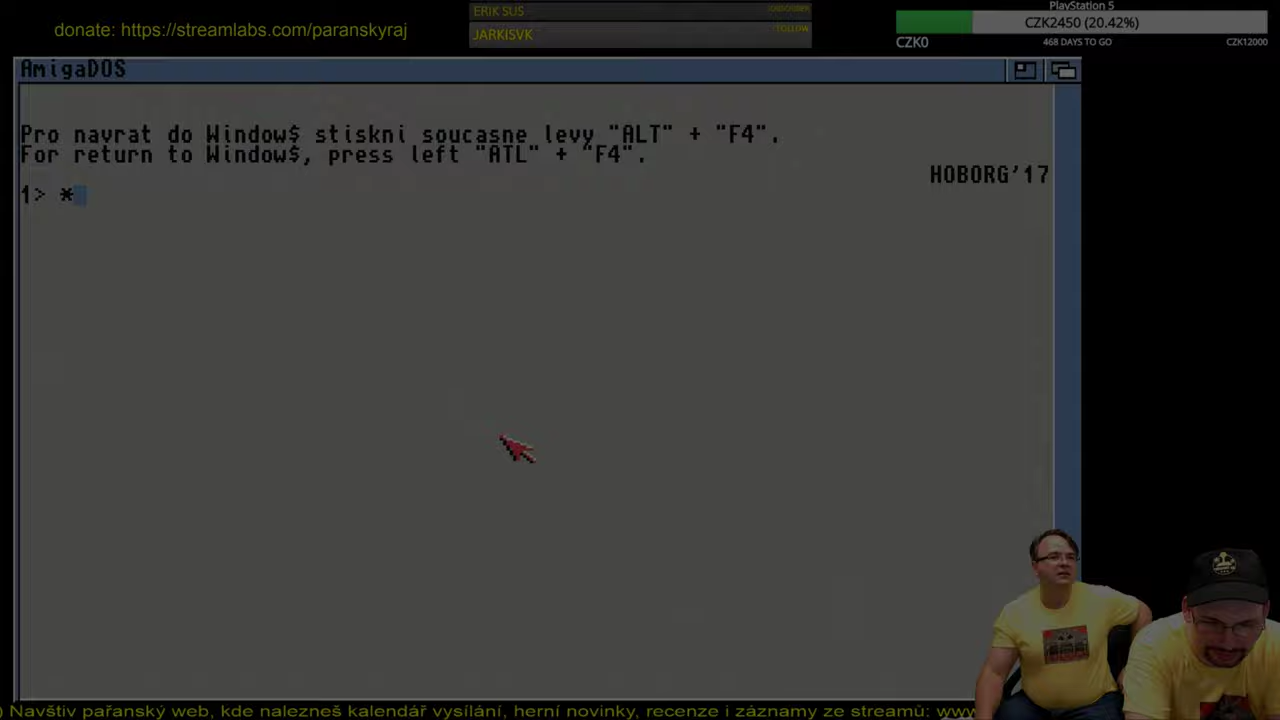 PlayStation 5
donate: https://streamlabs.com/paranskyraj
ERIK SUS
JARKISVK
FOLLOW
CZK2450 (20.42%)
CZK0
468 DAYS TO GO
CZK12000
AmigaDOS
Pro navrat do Window$ stiskni soucasne levy "ALT" + "F4".
For return to Window$, press left "ATL" + "F4".
HOBORG'17
1> *
) Navštiv pařanský web, kde nalezneš kalendář vysílání, herní novinky, recenze i záznamy ze streamů: www